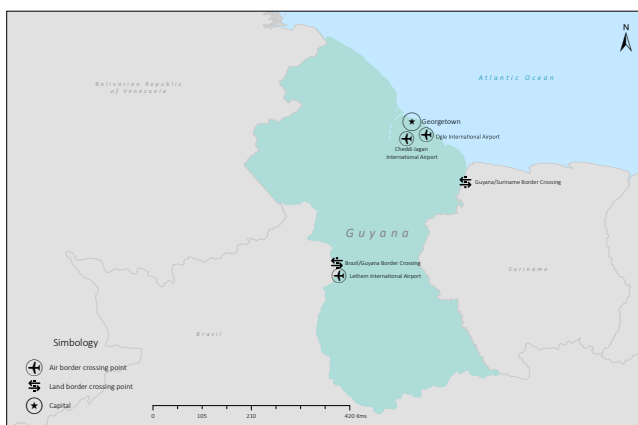 N
Bolivarian Republic
of Venezuela
Atlantic Ocean
Georgetown
Ogle International Airport
Cheddi Jagan
International Airport
Guyana/Suriname Border Crossing
Guyana
Brazil/Guyana Border Crossing
Lethem International Airport
Suriname
Brazil
Simbology
Air border crossing point
Land border crossing point
Capital
0 105 210 420 Kms